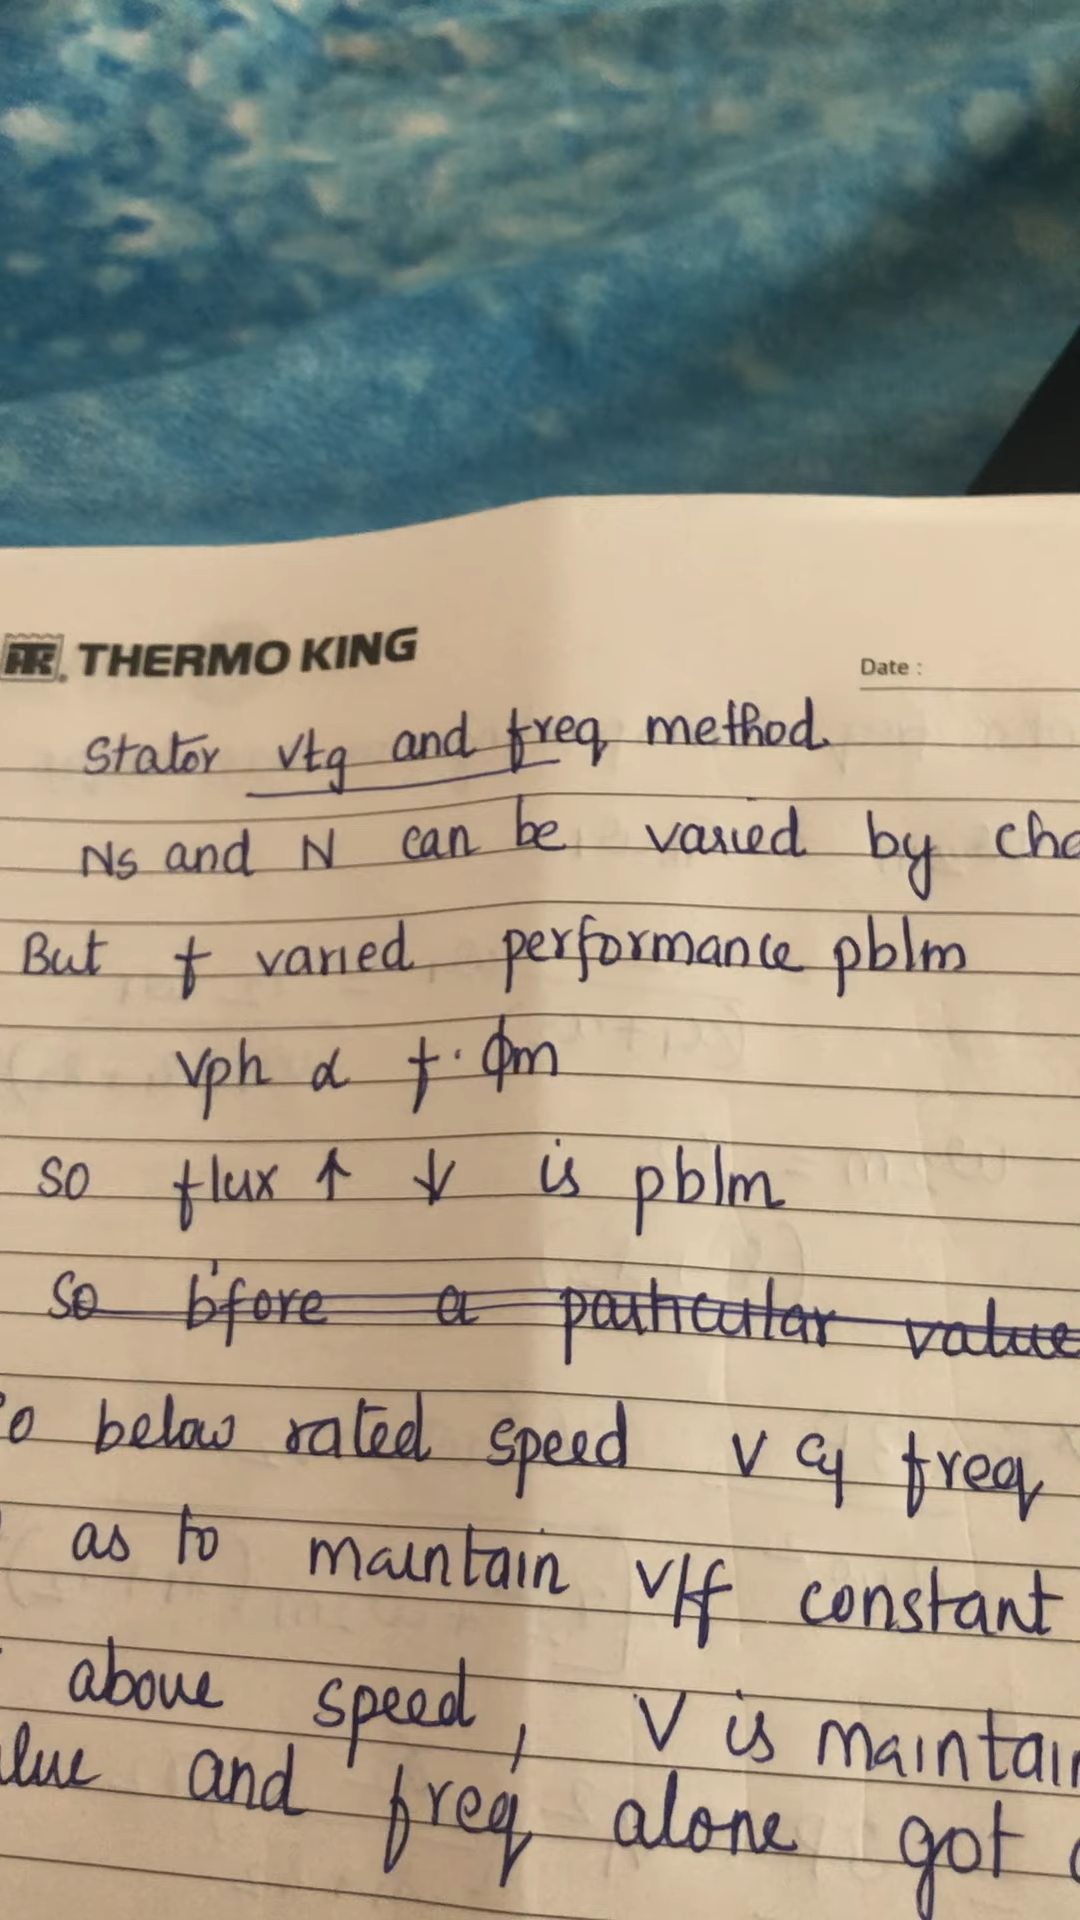 THERMO KING
Date :
Stator vtg and freq method.
Ns and N can be varied by
But f varied performance pblm
Vph α f. ϕm
so flux ↑ ↓ is pblm
So b'fore a particular value
below rated speed V & freq
as to maintain V/f constant
above speed, V is
and freq alone got